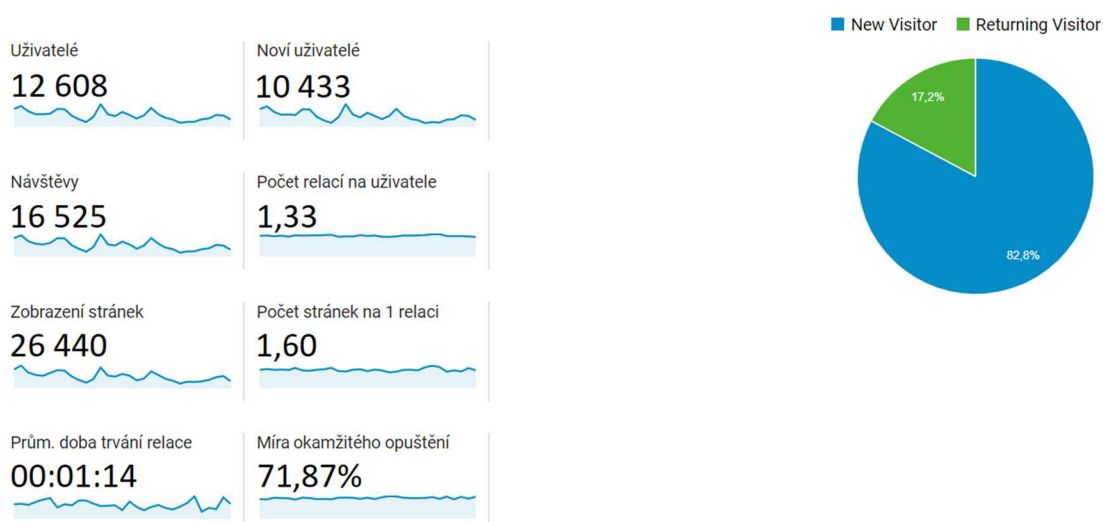 New Visitor Returning Visitor
Uživatelé
12 608
Noví uživatelé
10 433
Návštěvy
16 525
Počet relací na uživatele
1,33
Zobrazení stránek
26 440
Počet stránek na 1 relaci
1,60
Prům. doba trvání relace
00:01:14
Míra okamžitého opuštění
71,87%
17,2%
82,8%